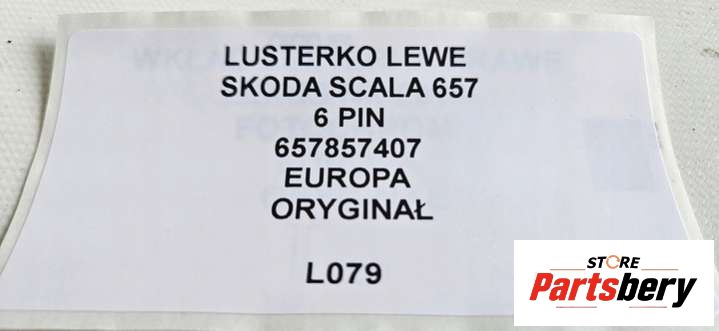 LUSTERKO LEWE
SKODA SCALA 657
6 PIN
657857407
EUROPA
ORYGINAŁ
L079
STORE
Partsbery